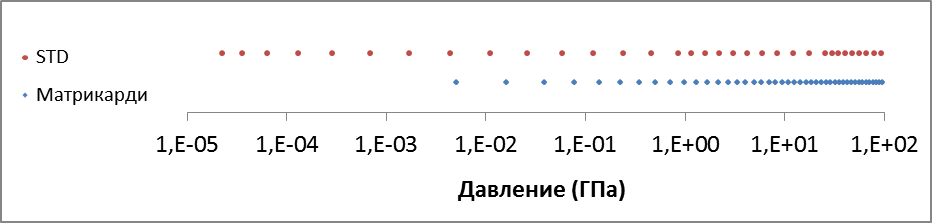 STD
Матрикарди
1,E-05 1,E-04 1,E-03 1,E-02 1,E-01 1,E+00 1,E+01 1,E+02
Давление (ГПа)